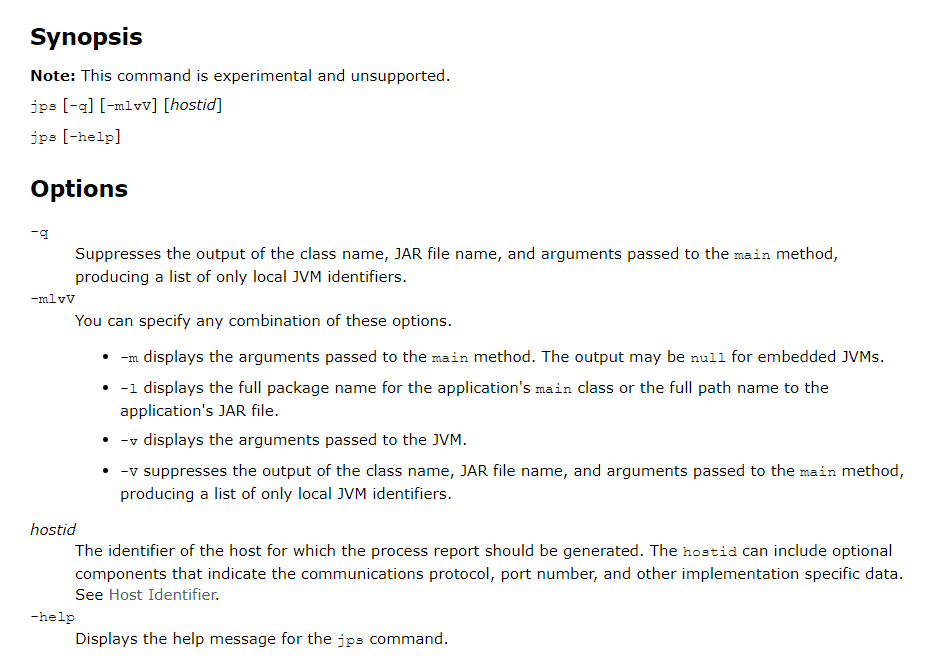 Synopsis
Note: This command is experimental and unsupported.
jps [-q] [-mlvV] [hostid]
jps [-help]
Options
-q
Suppresses the output of the class name, JAR file name, and arguments passed to the main method,
producing a list of only local JVM identifiers.
-mlvV
You can specify any combination of these options.
• -m displays the arguments passed to the main method. The output may be null for embedded JVMs.
• -l displays the full package name for the application's main class or the full path name to the
application's JAR file.
• -v displays the arguments passed to the JVM.
• -V suppresses the output of the class name, JAR file name, and arguments passed to the main method,
producing a list of only local JVM identifiers.
hostid
The identifier of the host for which the process report should be generated. The hostid can include optional
components that indicate the communications protocol, port number, and other implementation specific data.
See Host Identifier.
-help
Displays the help message for the jps command.